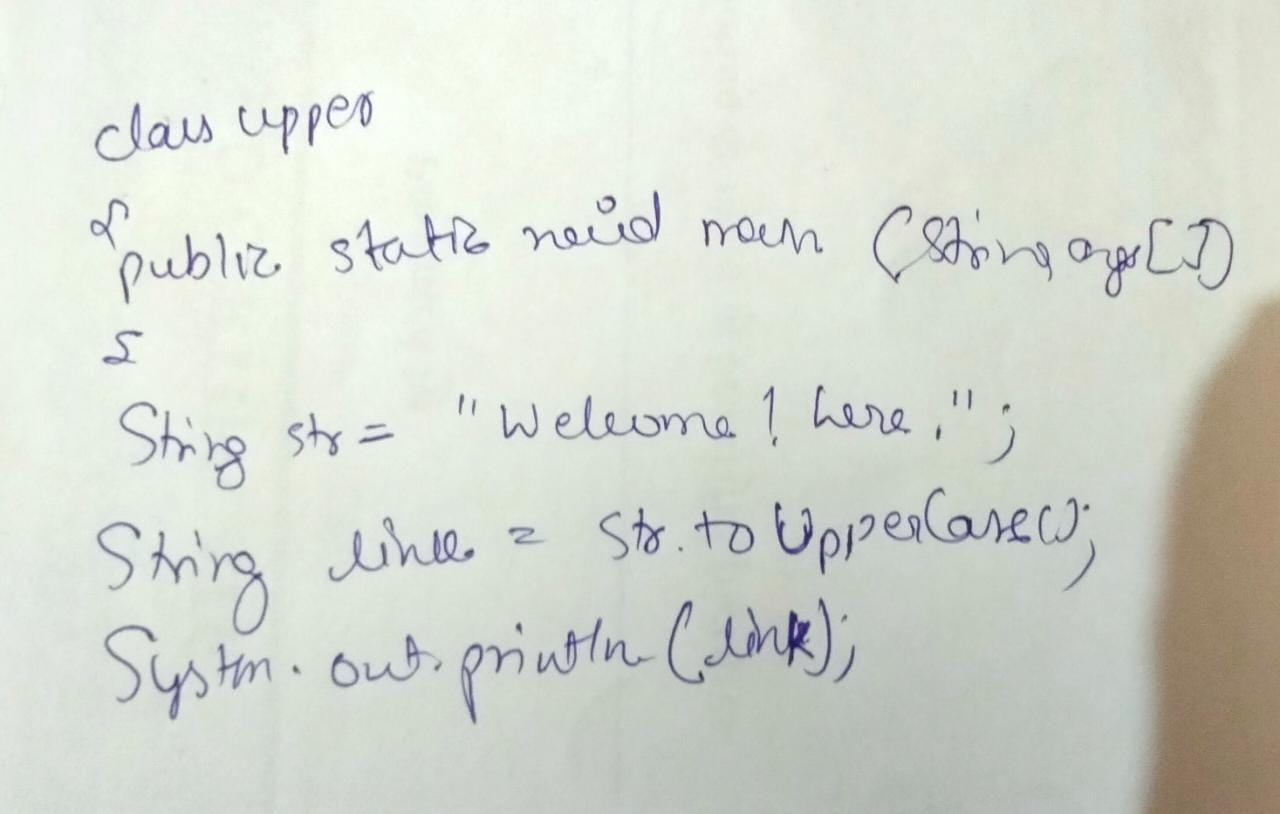 class upper
{
public static void main (String args[])
{
String str = "Welcome ! here.";
String link = str.toUpperCase();
System.out.println(link);